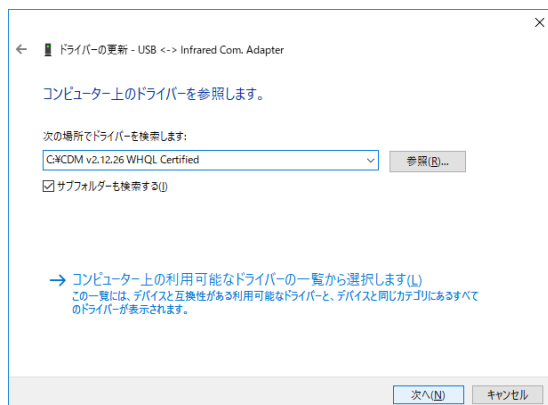 ドライバーの更新 - USB <-> Infrared Com. Adapter
コンピューター上のドライバーを参照します。
次の場所でドライバーを検索します:
C:¥CDM v2.12.26 WHQL Certified
参照(R)...
サブフォルダーも検索する(I)
コンピューター上の利用可能なドライバーの一覧から選択します(L)
この一覧には、デバイスと互換性がある利用可能なドライバーと、デバイスと同じカテゴリにあるすべて
のドライバーが表示されます。
次へ(N)
キャンセル